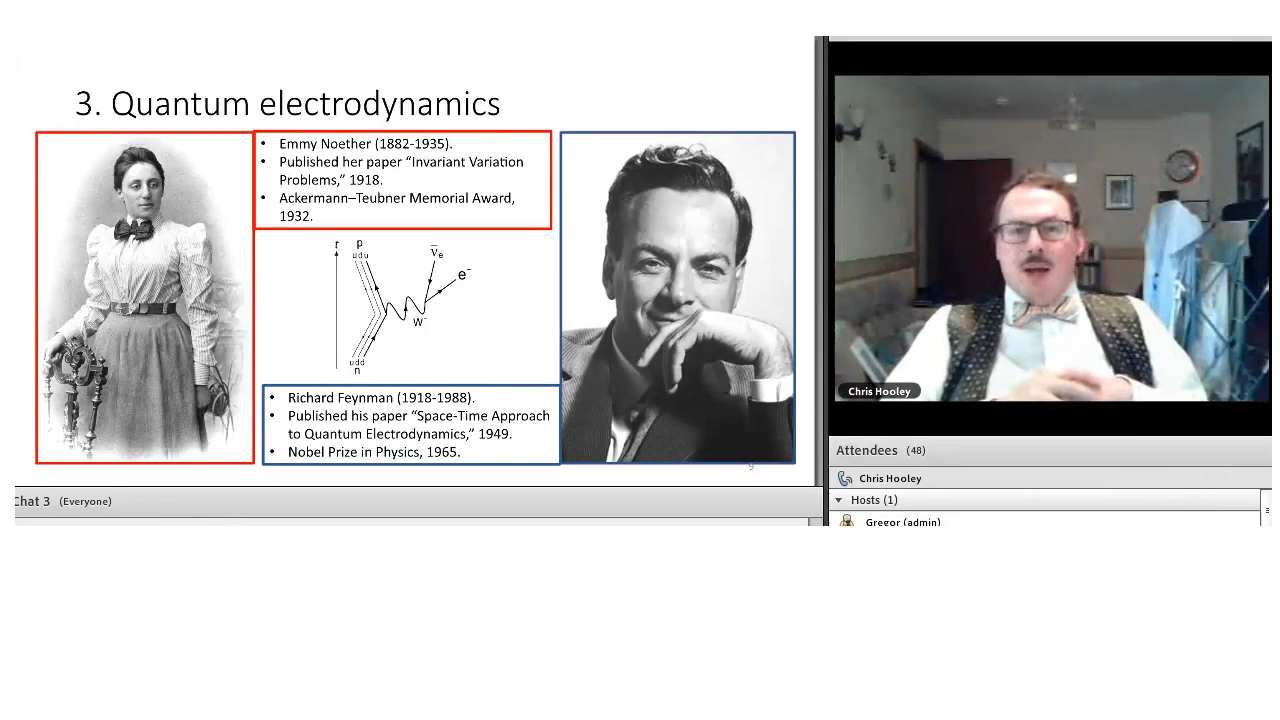 3. Quantum electrodynamics
• Emmy Noether (1882-1935).
• Published her paper “Invariant Variation
Problems,” 1918.
• Ackermann–Teubner Memorial Award,
1932.
t
p
u d u
ν̅e
e⁻
W⁻
u d d
n
• Richard Feynman (1918-1988).
• Published his paper “Space-Time Approach
to Quantum Electrodynamics,” 1949.
• Nobel Prize in Physics, 1965.
9
Chat 3 (Everyone)
Chris Hooley
Attendees (48)
Chris Hooley
Hosts (1)
Gregor (admin)